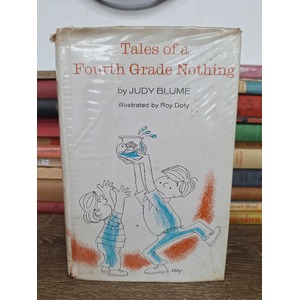 Tales of a
Fourth Grade Nothing
by JUDY BLUME
illustrated by Roy Doty